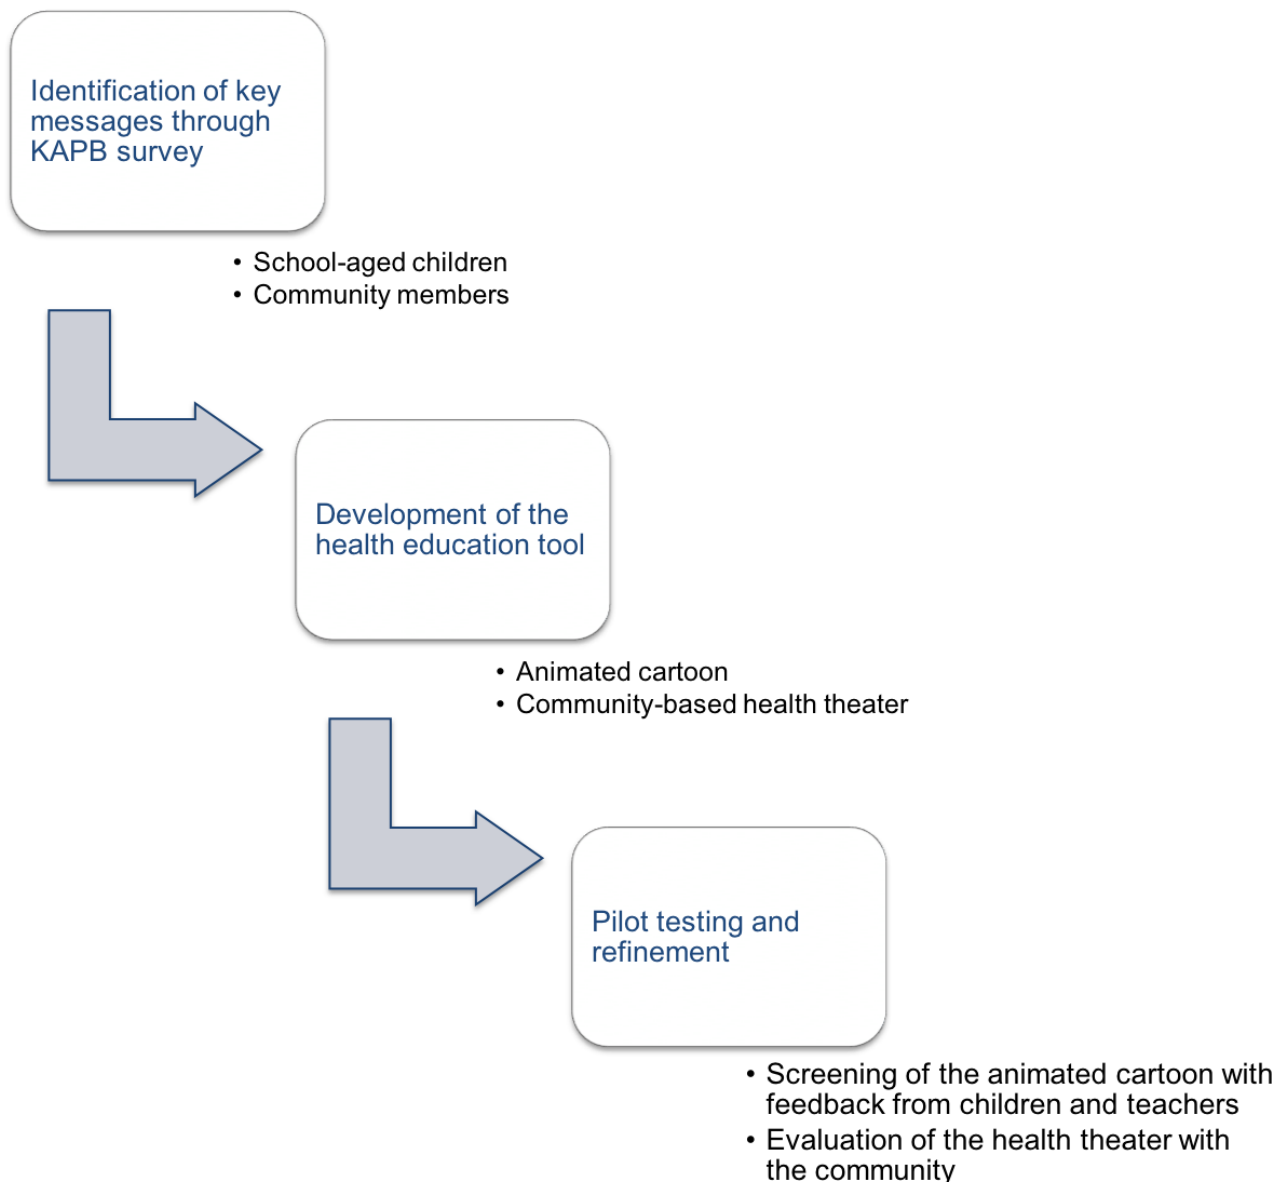 Identification of key
messages through
KAPB survey
• School-aged children
• Community members
Development of the
health education tool
• Animated cartoon
• Community-based health theater
Pilot testing and
refinement
• Screening of the animated cartoon with
feedback from children and teachers
• Evaluation of the health theater with
the community